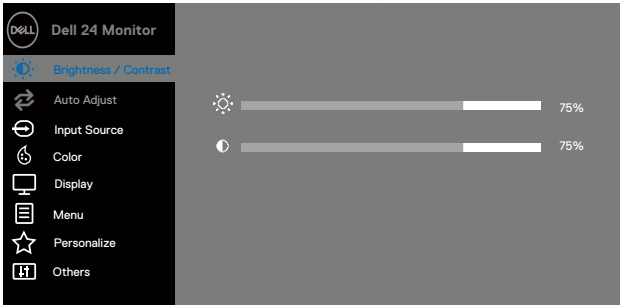 DELL
Dell 24 Monitor
Brightness / Contrast
Auto Adjust
Input Source
Color
Display
Menu
Personalize
Others
75%
75%